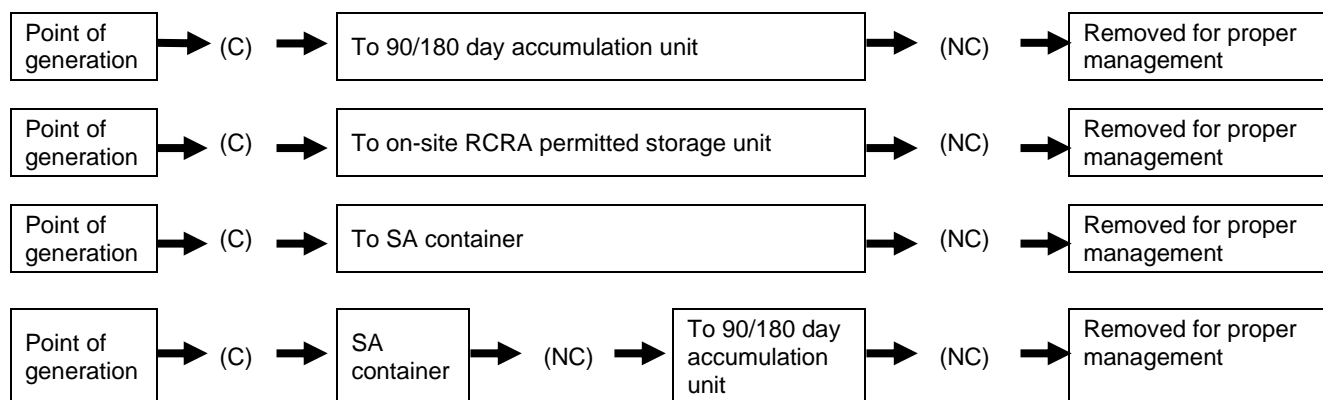 Point of
generation
(C)
To 90/180 day accumulation unit
(NC)
Removed for proper
management
Point of
generation
(C)
To on-site RCRA permitted storage unit
(NC)
Removed for proper
management
Point of
generation
(C)
To SA container
(NC)
Removed for proper
management
Point of
generation
(C)
SA
container
(NC)
To 90/180 day
accumulation
unit
(NC)
Removed for proper
management